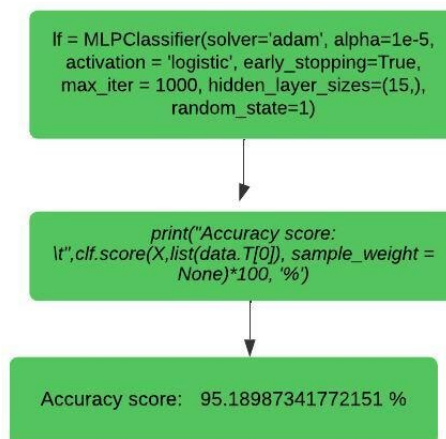 lf = MLPClassifier(solver='adam', alpha=1e-5,
activation = 'logistic', early_stopping=True,
max_iter = 1000, hidden_layer_sizes=(15,),
random_state=1)
print("Accuracy score:
\t",clf.score(X,list(data.T[0]), sample_weight =
None)*100, '%')
Accuracy score: 95.18987341772151 %